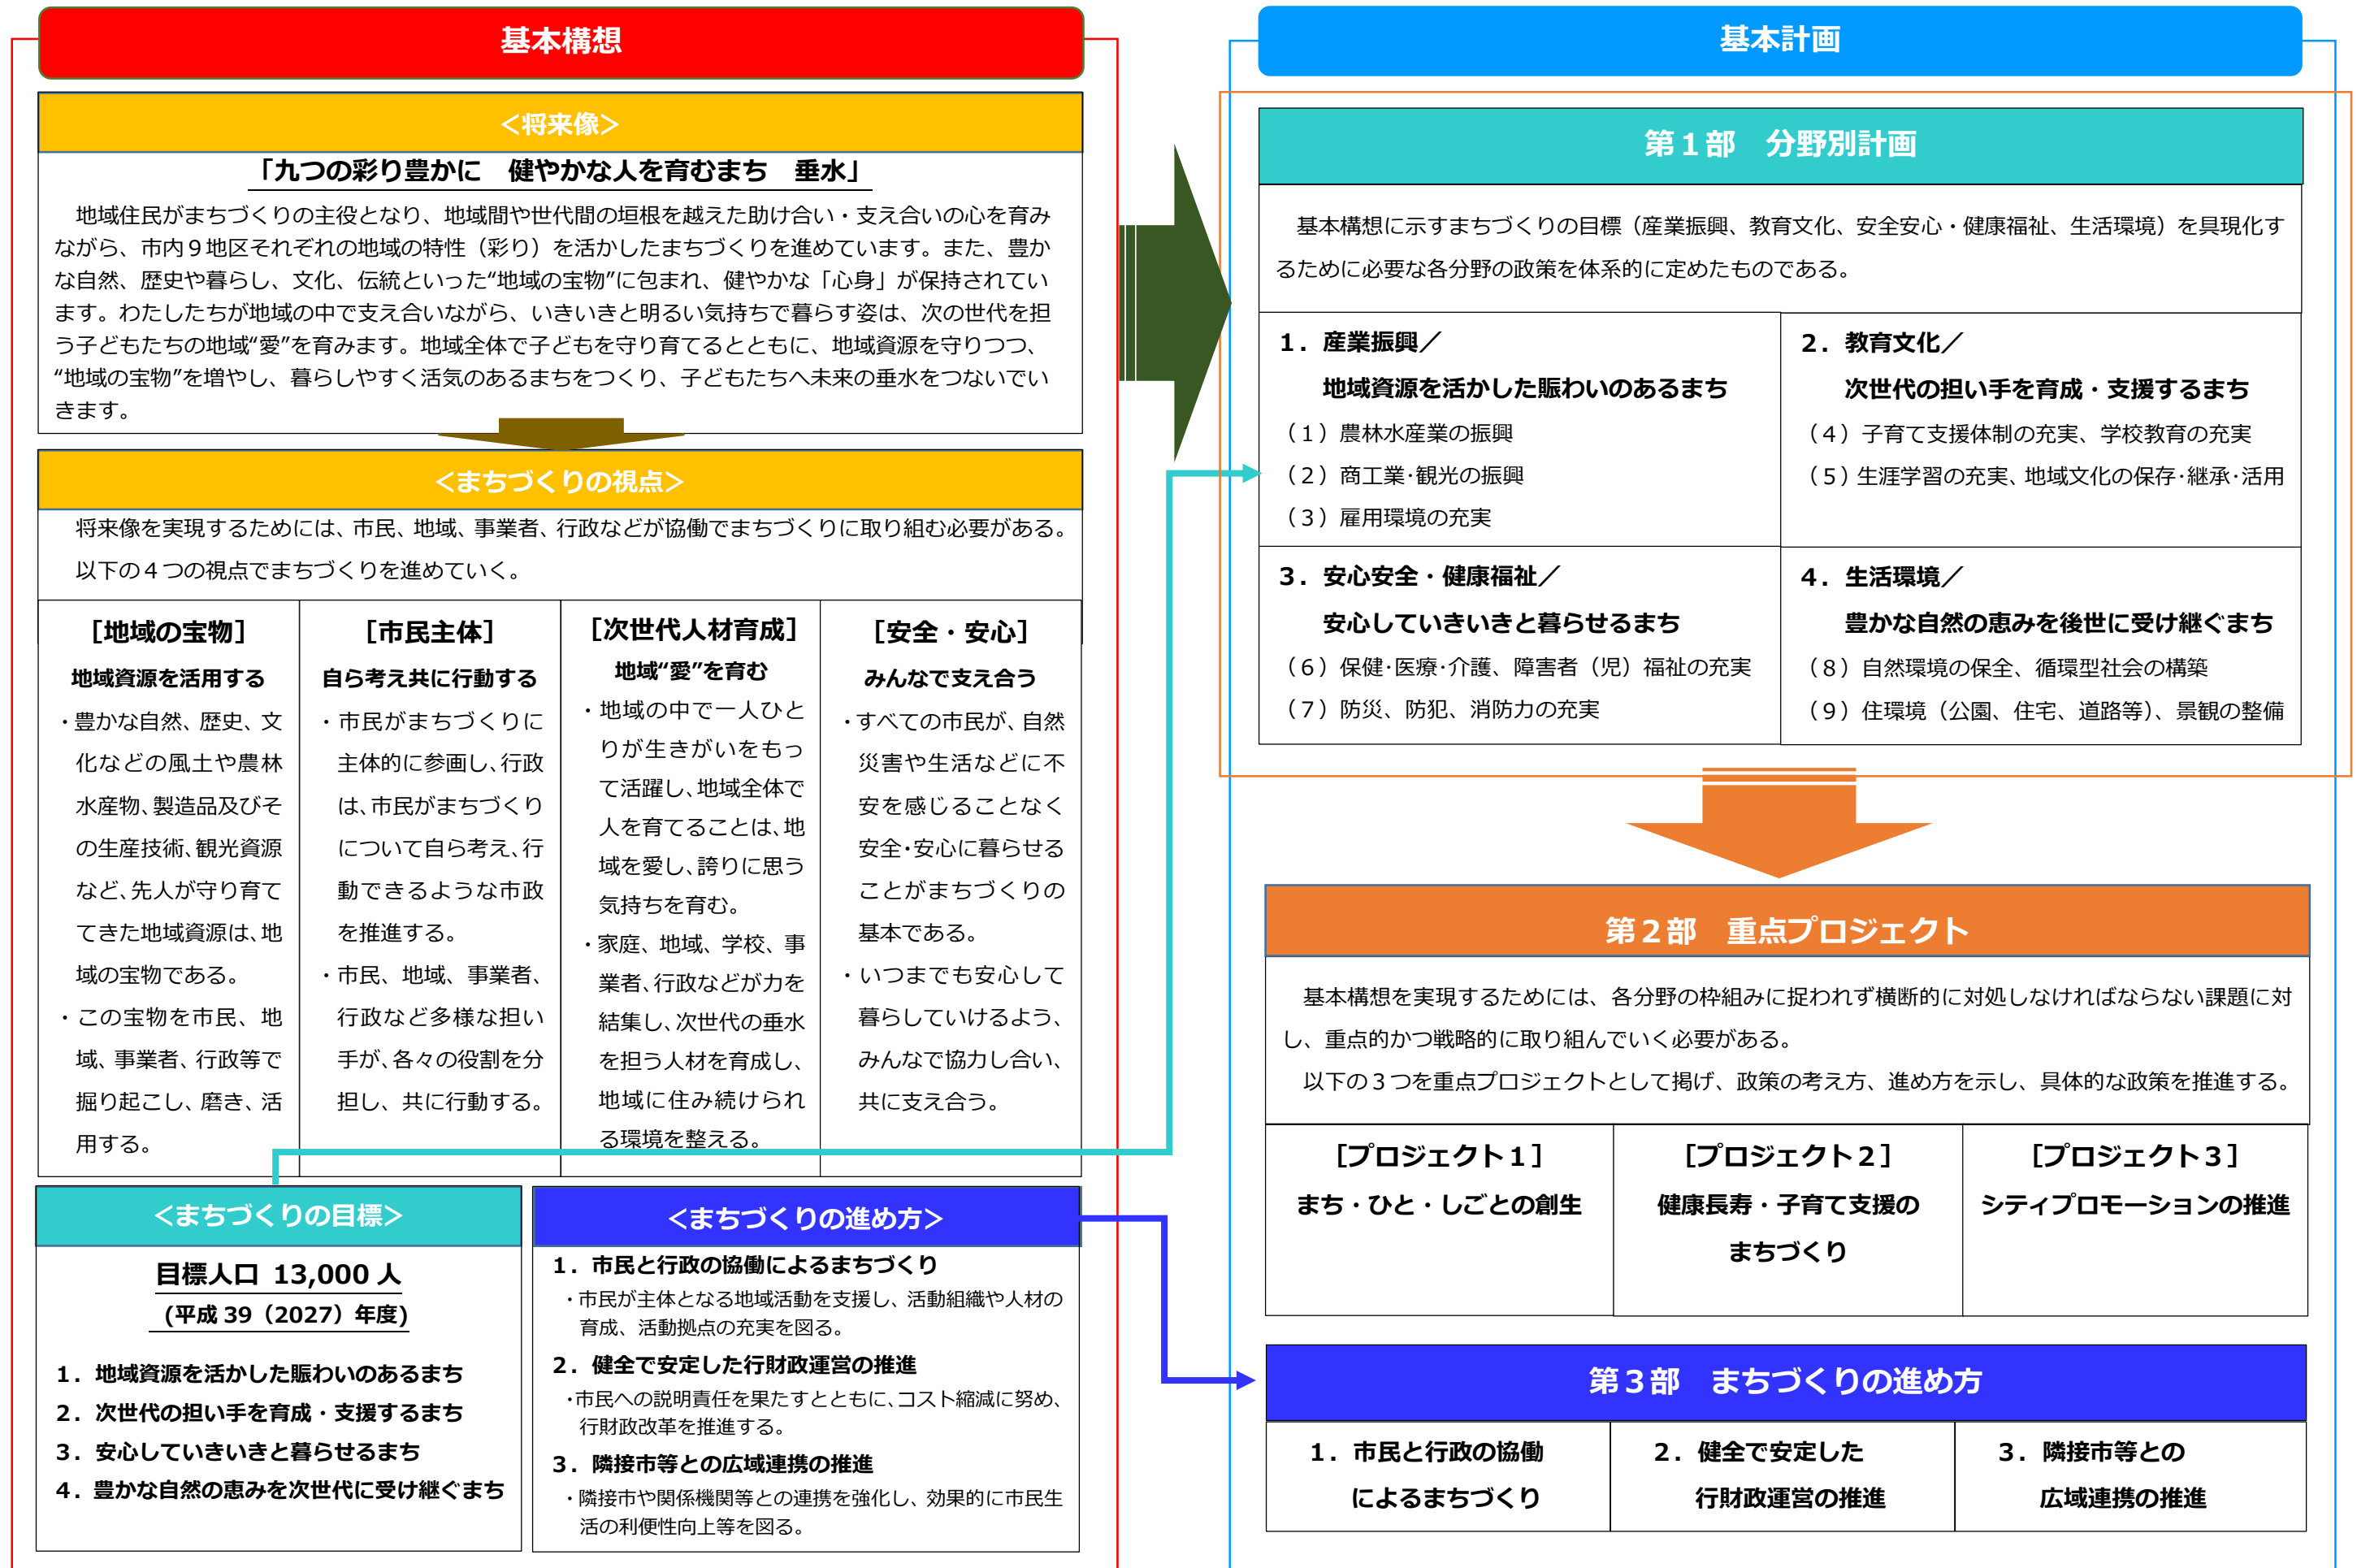 基本構想
<将来像>
「九つの彩り豊かに　健やかな人を育むまち　垂水」
地域住民がまちづくりの主役となり、地域間や世代間の垣根を越えた助け合い・支え合いの心を育み
ながら、市内９地区それぞれの地域の特性（彩り）を活かしたまちづくりを進めています。また、豊か
な自然、歴史や暮らし、文化、伝統といった“地域の宝物”に包まれ、健やかな「心身」が保持されてい
ます。わたしたちが地域の中で支え合いながら、いきいきと明るい気持ちで暮らす姿は、次の世代を担
う子どもたちの地域“愛”を育みます。地域全体で子どもを守り育てるとともに、地域資源を守りつつ、
“地域の宝物”を増やし、暮らしやすく活気のあるまちをつくり、子どもたちへ未来の垂水をつないでい
きます。
<まちづくりの視点>
将来像を実現するためには、市民、地域、事業者、行政などが協働でまちづくりに取り組む必要がある。
以下の４つの視点でまちづくりを進めていく。
［地域の宝物］
地域資源を活用する
・豊かな自然、歴史、文
化などの風土や農林
水産物、製造品及びそ
の生産技術、観光資源
など、先人が守り育て
てきた地域資源は、地
域の宝物である。
・この宝物を市民、地
域、事業者、行政等で
掘り起こし、磨き、活
用する。
［市民主体］
自ら考え共に行動する
・市民がまちづくりに
主体的に参画し、行政
は、市民がまちづくり
について自ら考え、行
動できるような市政
を推進する。
・市民、地域、事業者、
行政など多様な担い
手が、各々の役割を分
担し、共に行動する。
［次世代人材育成］
地域“愛”を育む
・地域の中で一人ひと
りが生きがいをもっ
て活躍し、地域全体で
人を育てることは、地
域を愛し、誇りに思う
気持ちを育む。
・家庭、地域、学校、事
業者、行政などが力を
結集し、次世代の垂水
を担う人材を育成し、
地域に住み続けられ
る環境を整える。
［安全・安心］
みんなで支え合う
・すべての市民が、自然
災害や生活などに不
安を感じることなく
安全・安心に暮らせる
ことがまちづくりの
基本である。
・いつまでも安心して
暮らしていけるよう、
みんなで協力し合い、
共に支え合う。
<まちづくりの目標>
目標人口 13,000 人
(平成 39（2027）年度)
1．地域資源を活かした賑わいのあるまち
2．次世代の担い手を育成・支援するまち
3．安心していきいきと暮らせるまち
4．豊かな自然の恵みを次世代に受け継ぐまち
<まちづくりの進め方>
1．市民と行政の協働によるまちづくり
・市民が主体となる地域活動を支援し、活動組織や人材の
育成、活動拠点の充実を図る。
2．健全で安定した行財政運営の推進
・市民への説明責任を果たすとともに、コスト縮減に努め、
行財政改革を推進する。
3．隣接市等との広域連携の推進
・隣接市や関係機関等との連携を強化し、効果的に市民生
活の利便性向上等を図る。
基本計画
第１部　分野別計画
基本構想に示すまちづくりの目標（産業振興、教育文化、安全安心・健康福祉、生活環境）を具現化す
るために必要な各分野の政策を体系的に定めたものである。
1．産業振興／
地域資源を活かした賑わいのあるまち
（1）農林水産業の振興
（2）商工業・観光の振興
（3）雇用環境の充実
2．教育文化／
次世代の担い手を育成・支援するまち
（4）子育て支援体制の充実、学校教育の充実
（5）生涯学習の充実、地域文化の保存・継承・活用
3．安心安全・健康福祉／
安心していきいきと暮らせるまち
（6）保健・医療・介護、障害者（児）福祉の充実
（7）防災、防犯、消防力の充実
4．生活環境／
豊かな自然の恵みを後世に受け継ぐまち
（8）自然環境の保全、循環型社会の構築
（9）住環境（公園、住宅、道路等）、景観の整備
第２部　重点プロジェクト
基本構想を実現するためには、各分野の枠組みに捉われず横断的に対処しなければならない課題に対
し、重点的かつ戦略的に取り組んでいく必要がある。
以下の３つを重点プロジェクトとして掲げ、政策の考え方、進め方を示し、具体的な政策を推進する。
［プロジェクト１］
まち・ひと・しごとの創生
［プロジェクト２］
健康長寿・子育て支援の
まちづくり
［プロジェクト３］
シティプロモーションの推進
第３部　まちづくりの進め方
1．市民と行政の協働
によるまちづくり
2．健全で安定した
行財政運営の推進
3．隣接市等との
広域連携の推進